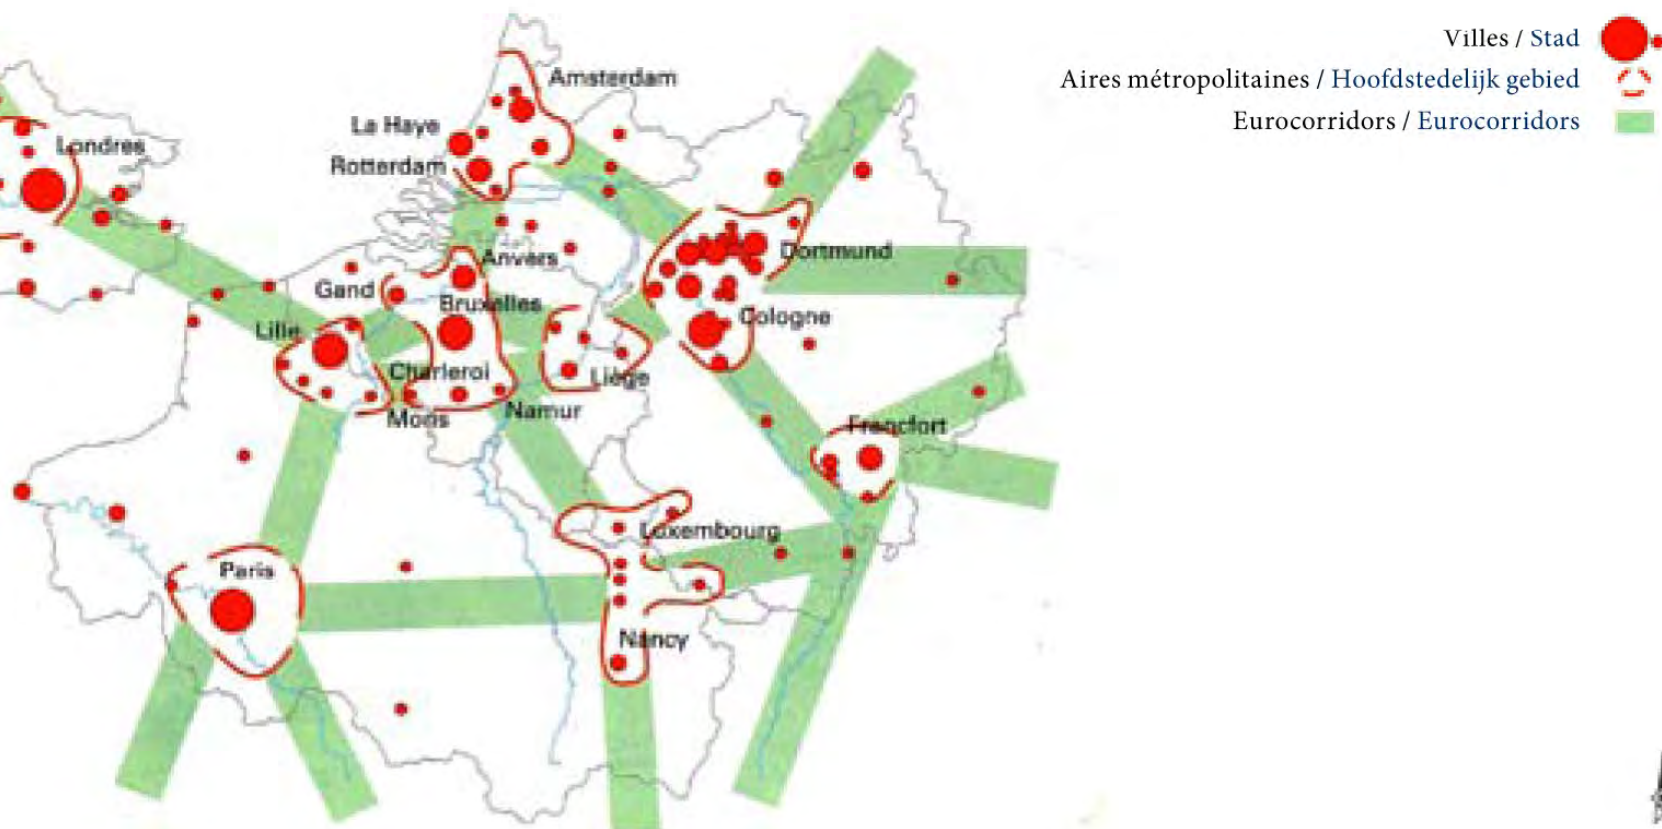 Villes / Stad
Aires métropolitaines / Hoofdstedelijk gebied
Eurocorridors / Eurocorridors
Amsterdam
La Haye
Londres
Rotterdam
Dortmund
Anvers
Gand
Bruxelles
Cologne
Lille
Charleroi
Liège
Namur
Mons
Francfort
Luxembourg
Paris
Nancy